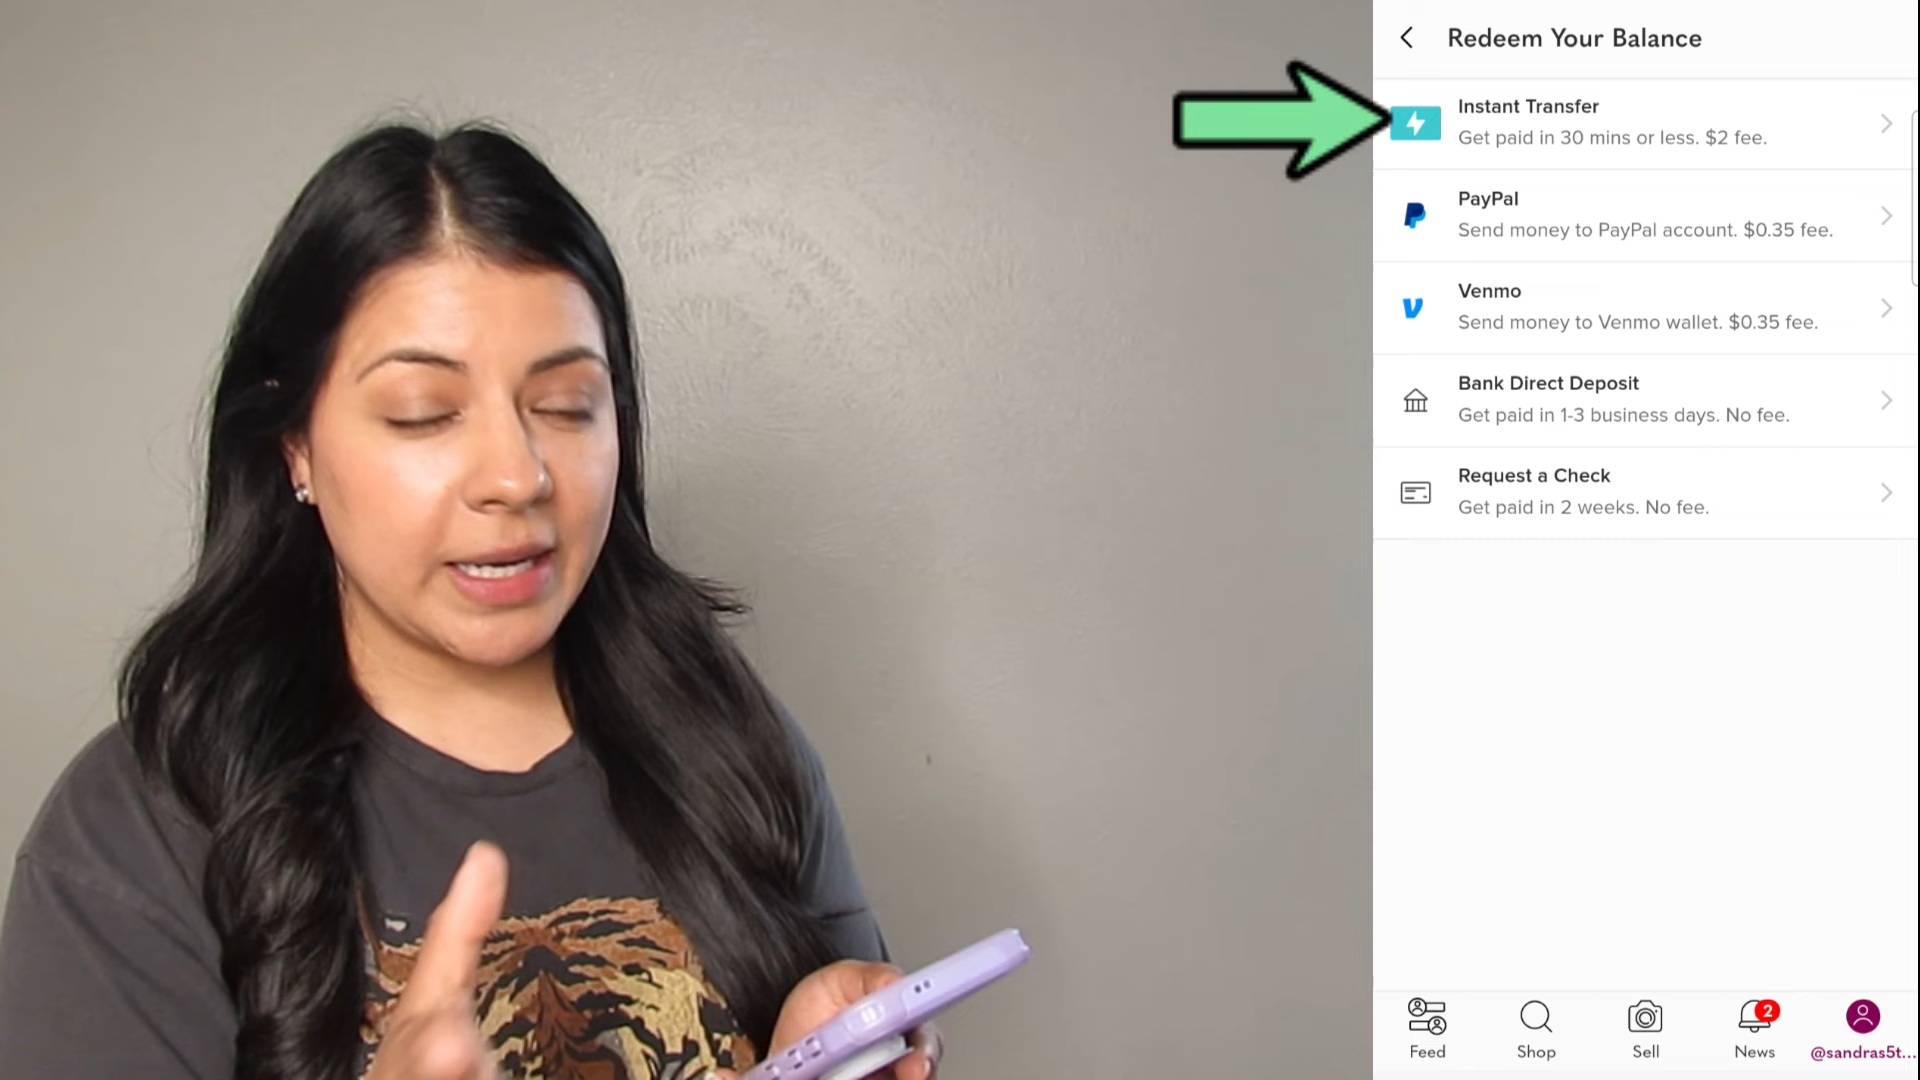 Redeem Your Balance
Instant Transfer
Get paid in 30 mins or less. $2 fee.
PayPal
Send money to PayPal account. $0.35 fee.
Venmo
Send money to Venmo wallet. $0.35 fee.
Bank Direct Deposit
Get paid in 1-3 business days. No fee.
Request a Check
Get paid in 2 weeks. No fee.
2
Feed
Shop
Sell
News
@sandras5t...